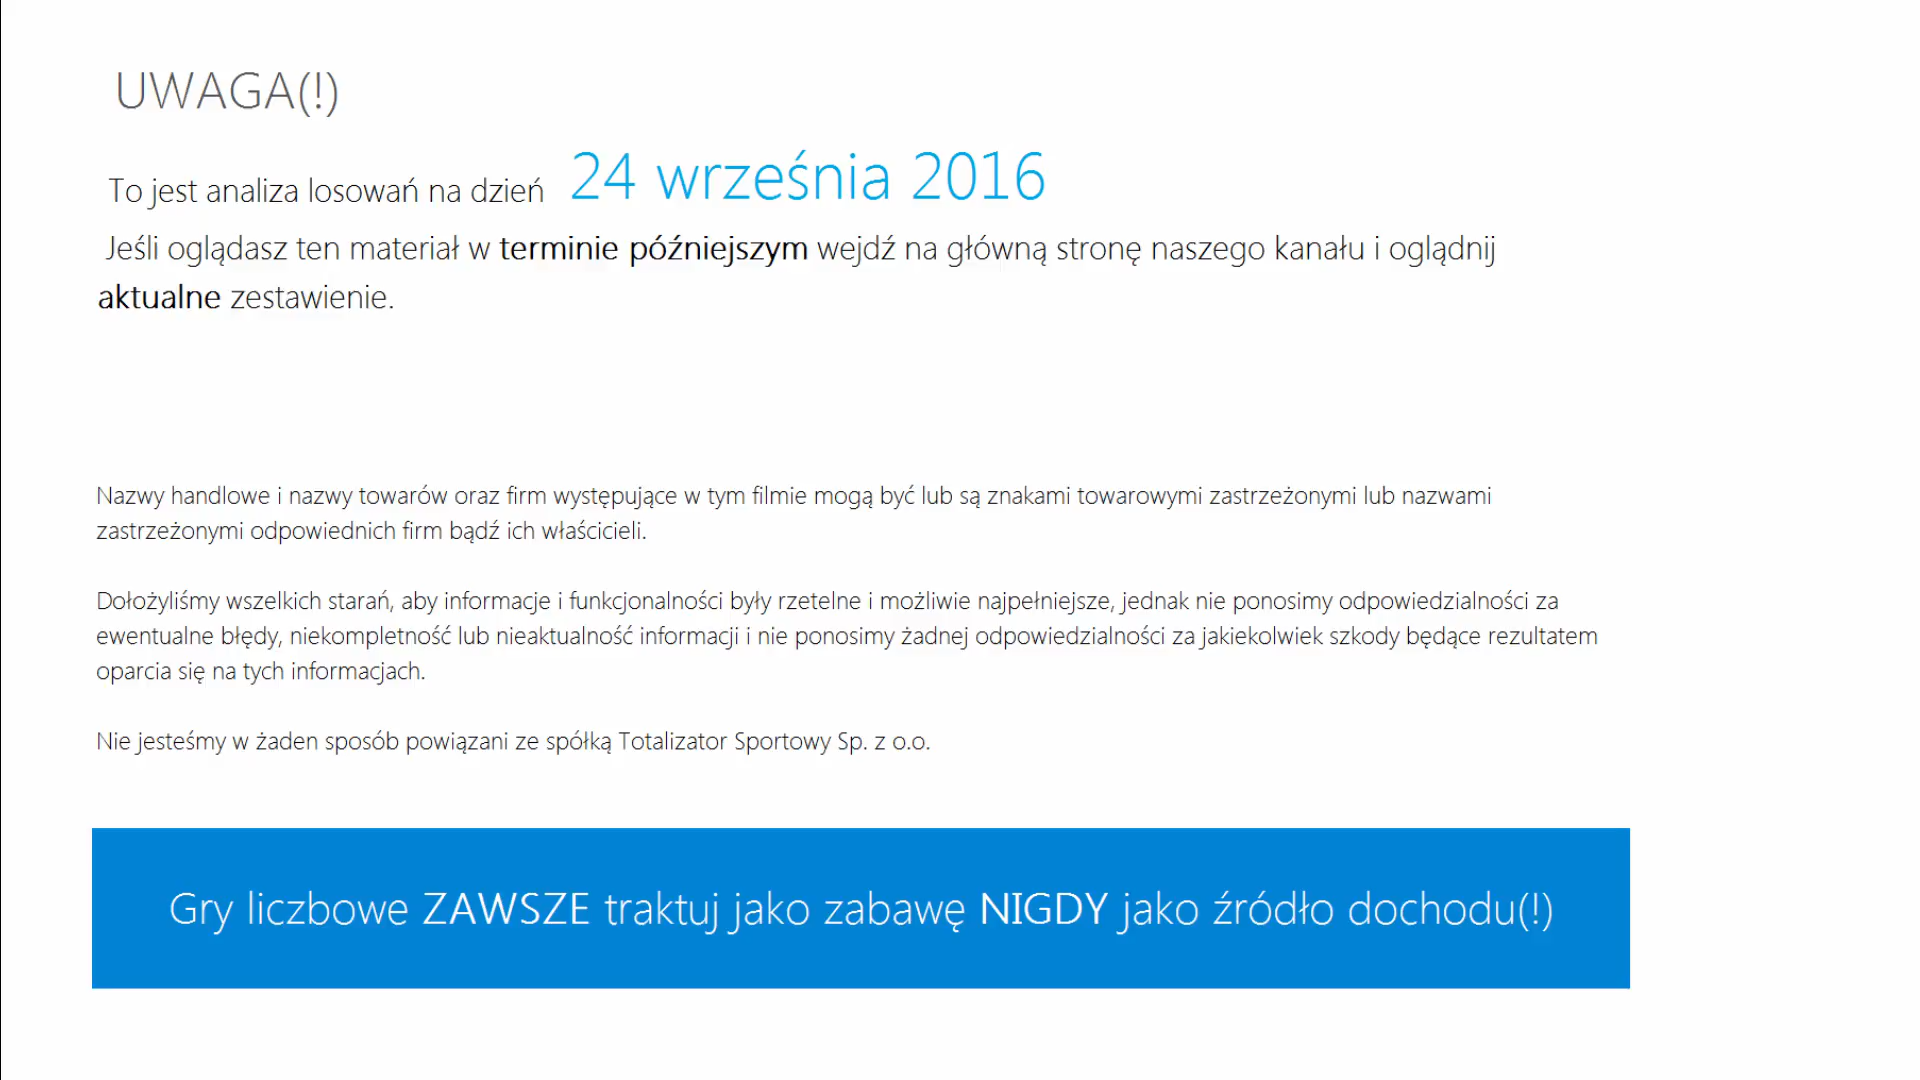 UWAGA(!)
To jest analiza losowań na dzień 24 września 2016
Jeśli oglądasz ten materiał w terminie późniejszym wejdź na główną stronę naszego kanału i oglądnij
aktualne zestawienie.
Nazwy handlowe i nazwy towarów oraz firm występujące w tym filmie mogą być lub są znakami towarowymi zastrzeżonymi lub nazwami
zastrzeżonymi odpowiednich firm bądź ich właścicieli.
Dołożyliśmy wszelkich starań, aby informacje i funkcjonalności były rzetelne i możliwie najpełniejsze, jednak nie ponosimy odpowiedzialności za
ewentualne błędy, niekompletność lub nieaktualność informacji i nie ponosimy żadnej odpowiedzialności za jakiekolwiek szkody będące rezultatem
oparcia się na tych informacjach.
Nie jesteśmy w żaden sposób powiązani ze spółką Totalizator Sportowy Sp. z o.o.
Gry liczbowe ZAWSZE traktuj jako zabawę NIGDY jako źródło dochodu(!)